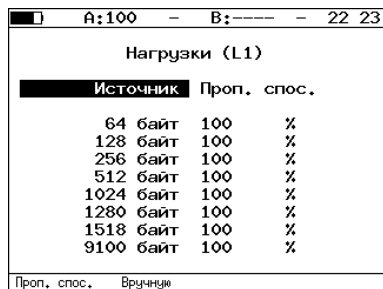 A:100 – B:---- – 22 23
Нагрузки (L1)
Источник Проп. спос.
64 байт 100 %
128 байт 100 %
256 байт 100 %
512 байт 100 %
1024 байт 100 %
1280 байт 100 %
1518 байт 100 %
9100 байт 100 %
Проп. спос. Вручную